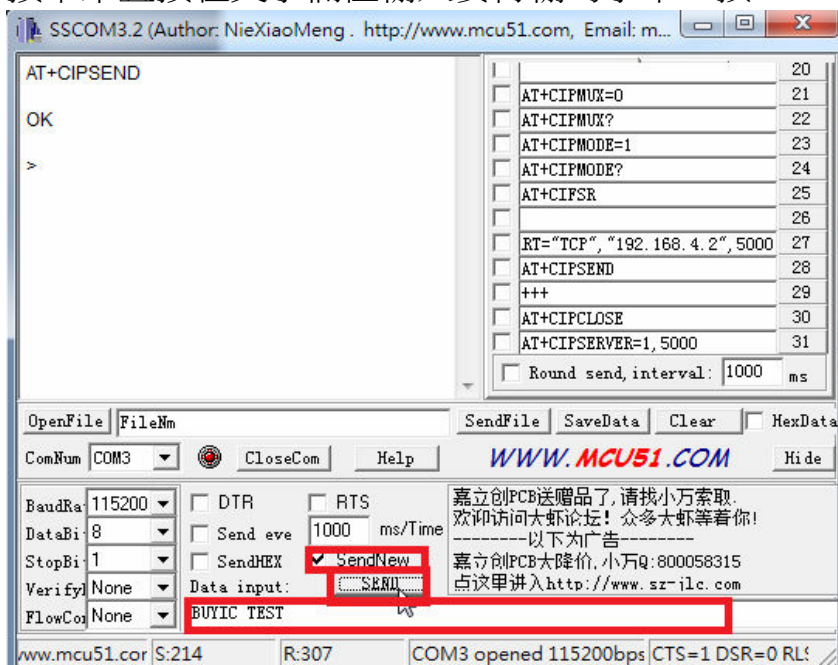 SSCOM3.2 (Author: NieXiaoMeng . http://www.mcu51.com, Email: m...
AT+CIPSEND
OK
>
20
AT+CIPMUX=0 21
AT+CIPMUX? 22
AT+CIPMODE=1 23
AT+CIPMODE? 24
AT+CIFSR 25
26
RT="TCP","192.168.4.2",5000 27
AT+CIPSEND 28
+++ 29
AT+CIPCLOSE 30
AT+CIPSERVER=1,5000 31
Round send,interval: 1000 ms
OpenFile FileNm SendFile SaveData Clear HexData
ComNum COM3 CloseCom Help WWW.MCU51.COM Hide
BaudRa 115200 DTR RTS
DataBi 8 Send eve 1000 ms/Time
StopBi 1 SendHEX SendNew
Verify None Data input: SEND
FlowCo None BUYIC TEST
嘉立创PCB送赠品了,请找小万索取.
欢迎访问大虾论坛! 众多大虾等着你!
--------以下为广告--------
嘉立创PCB大降价,小万Q:800058315
点这里进入http://www.sz-jlc.com
www.mcu51.cor S:214 R:307 COM3 opened 115200bps CTS=1 DSR=0 RLS